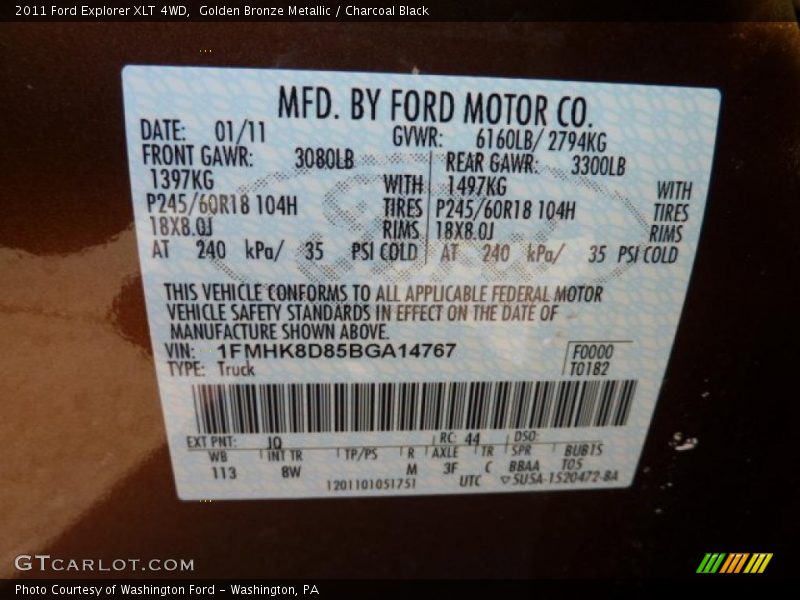 2011 Ford Explorer XLT 4WD,  Golden Bronze Metallic / Charcoal Black
MFD. BY FORD MOTOR CO.
DATE: 01/11 GVWR: 6160LB/ 2794KG
FRONT GAWR: 3080LB REAR GAWR: 3300LB
1397KG WITH 1497KG WITH
P245/60R18 104H TIRES P245/60R18 104H TIRES
18X8.0J RIMS 18X8.0J RIMS
AT 240 kPa/ 35 PSI COLD AT 240 kPa/ 35 PSI COLD
THIS VEHICLE CONFORMS TO ALL APPLICABLE FEDERAL MOTOR
VEHICLE SAFETY STANDARDS IN EFFECT ON THE DATE OF
MANUFACTURE SHOWN ABOVE.
VIN: 1FMHK8D85BGA14767 F0000
TYPE: Truck T0182
EXT PNT: JQ RC: 44 DSO:
WB INT TR TP/PS R AXLE TR SPR BUB1S
113 8W M 3F C BBAA T05
1201101051751 UTC ▽5U5A-1520472-BA
GTCARLOT.COM
Photo Courtesy of Washington Ford - Washington, PA